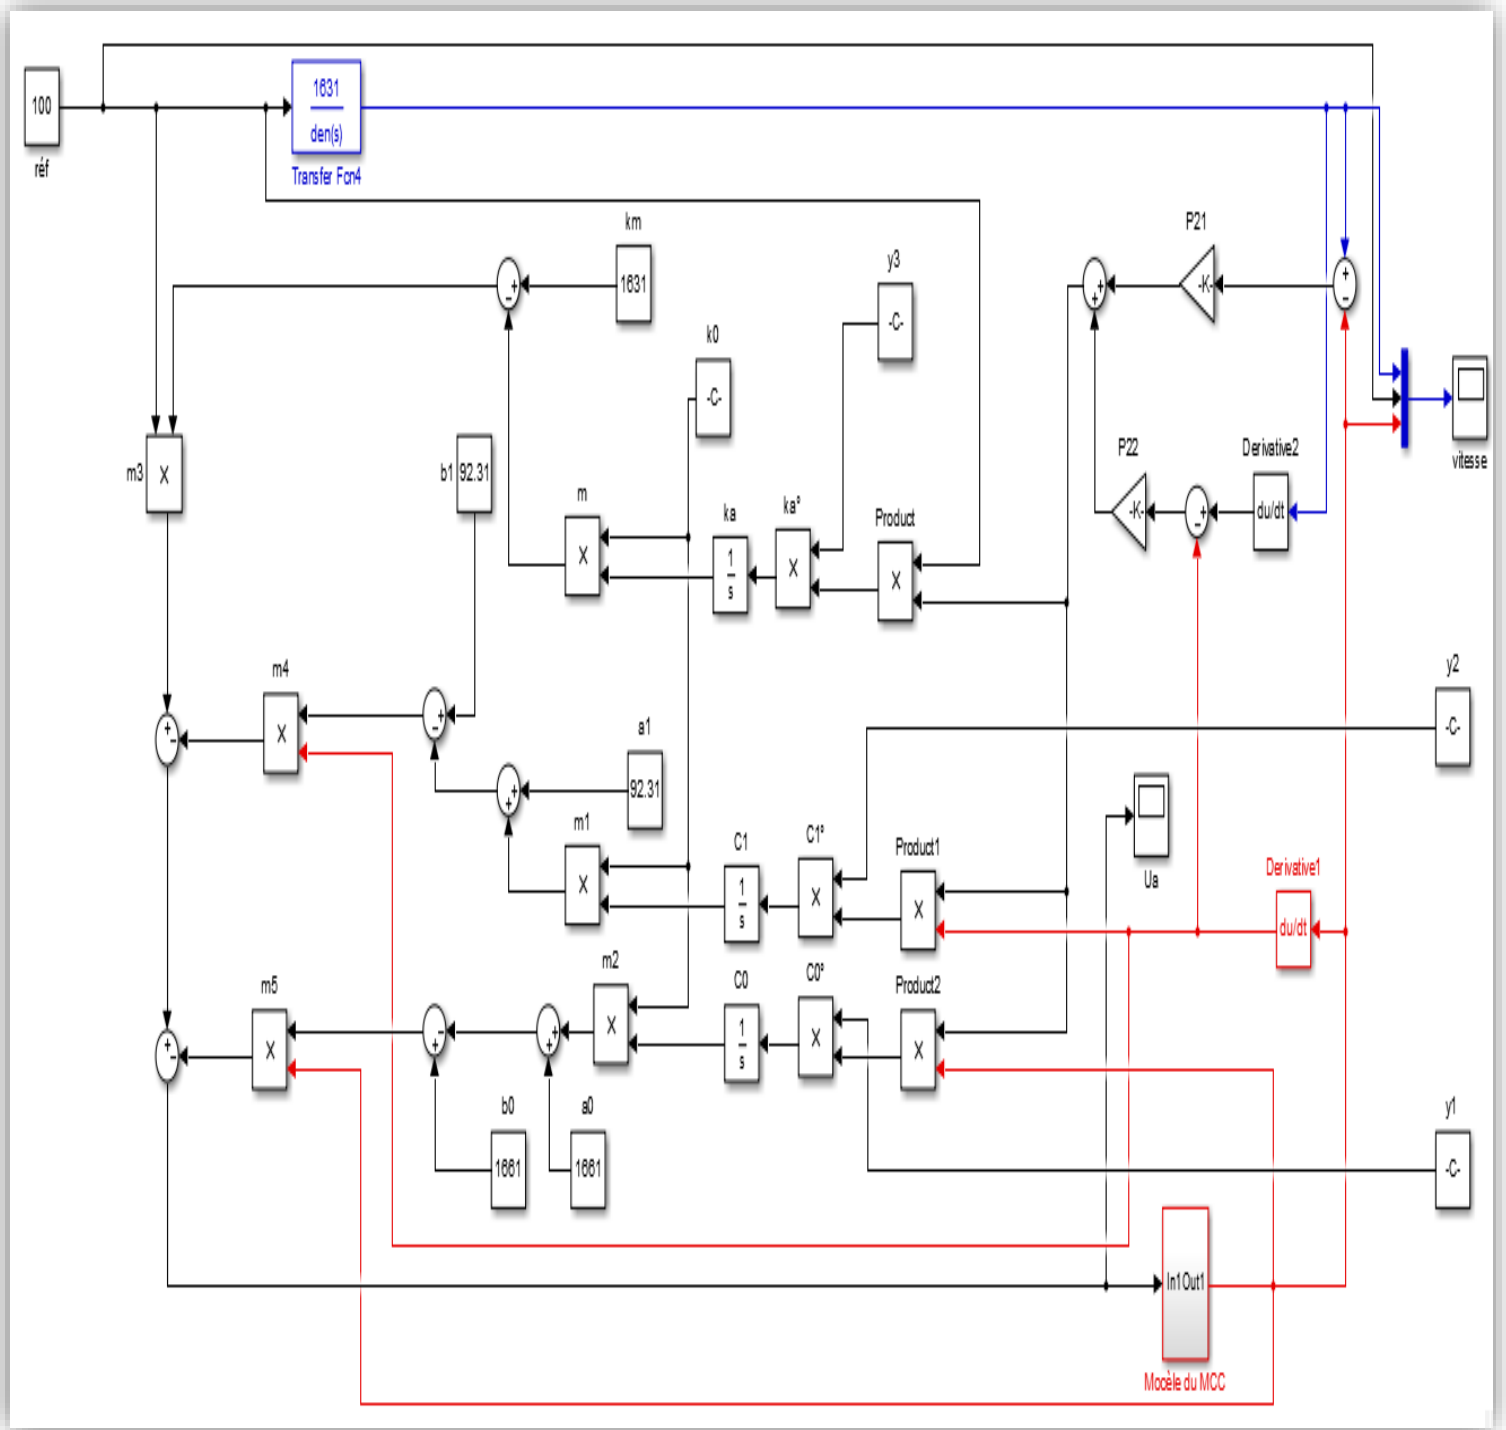 100
réf
1631
den(s)
Transfer Fcn4
km
1631
y3
-C-
P21
-K-
+
-
k0
-C-
vitesse
m3
×
b1
92.31
m
×
ka
1
s
ka°
×
Product
×
P22
-K-
Derivative2
du/dt
m4
×
a1
92.31
y2
-C-
m1
×
C1
1
s
C1°
×
Product1
×
Ua
Derivative1
du/dt
m5
×
m2
×
C0
1
s
C0°
×
Product2
×
b0
1661
a0
1661
y1
-C-
In1 Out1
Mocèle du MCC